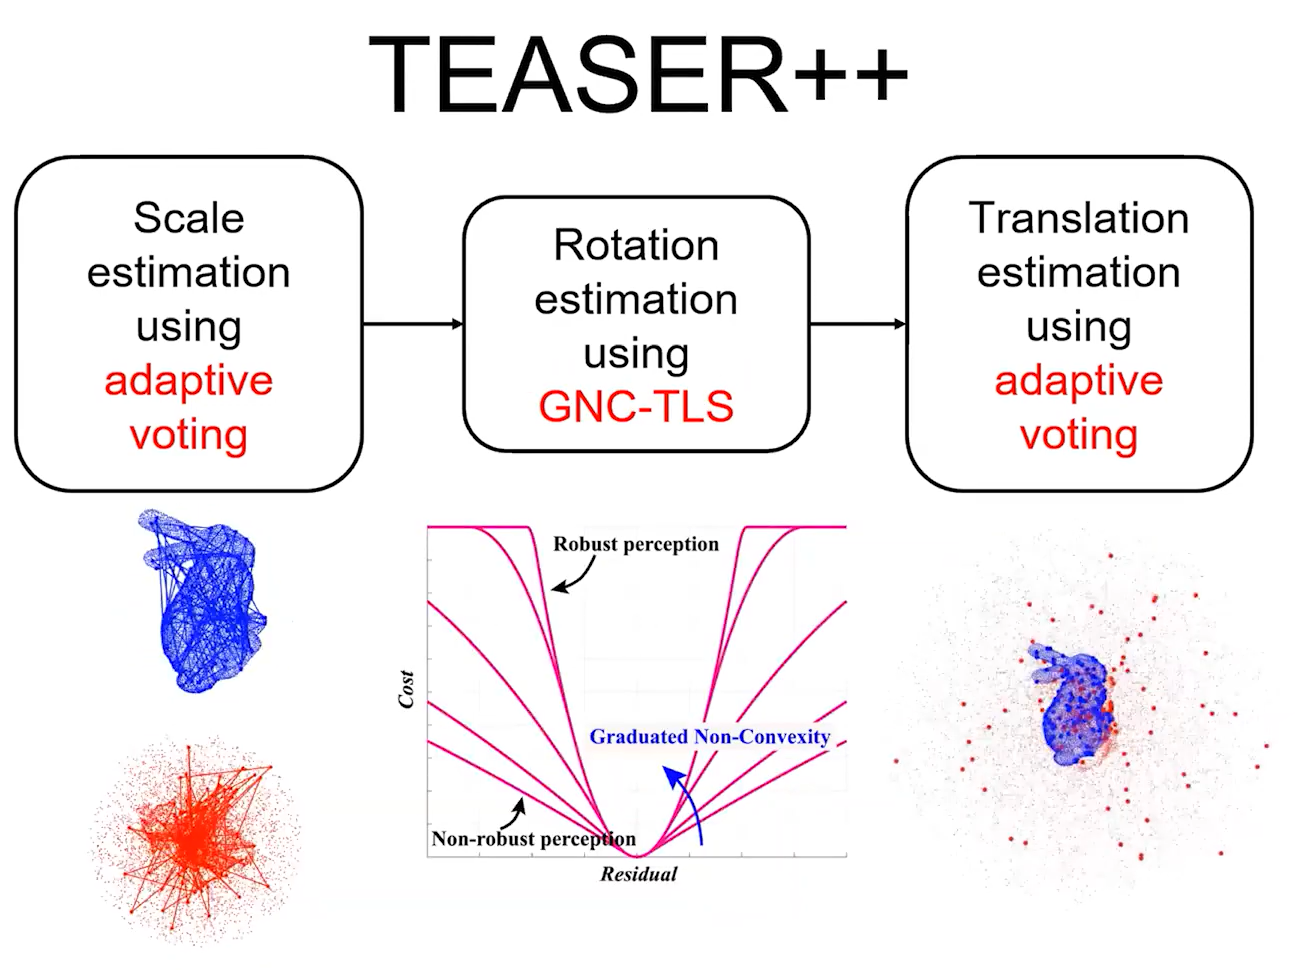 TEASER++
Scale
estimation
using
adaptive
voting
Rotation
estimation
using
GNC-TLS
Translation
estimation
using
adaptive
voting
Robust perception
Cost
Graduated Non-Convexity
Non-robust perception
Residual